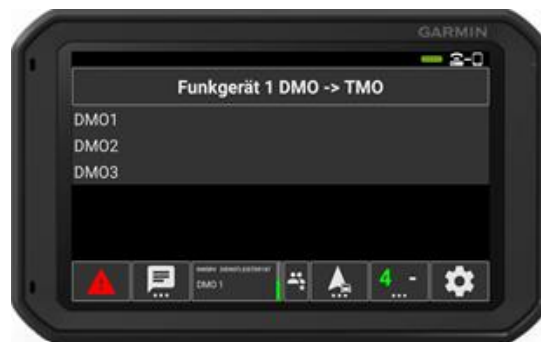 GARMIN
Funkgerät 1 DMO -> TMO
DMO1
DMO2
DMO3
DMO 1
4 -